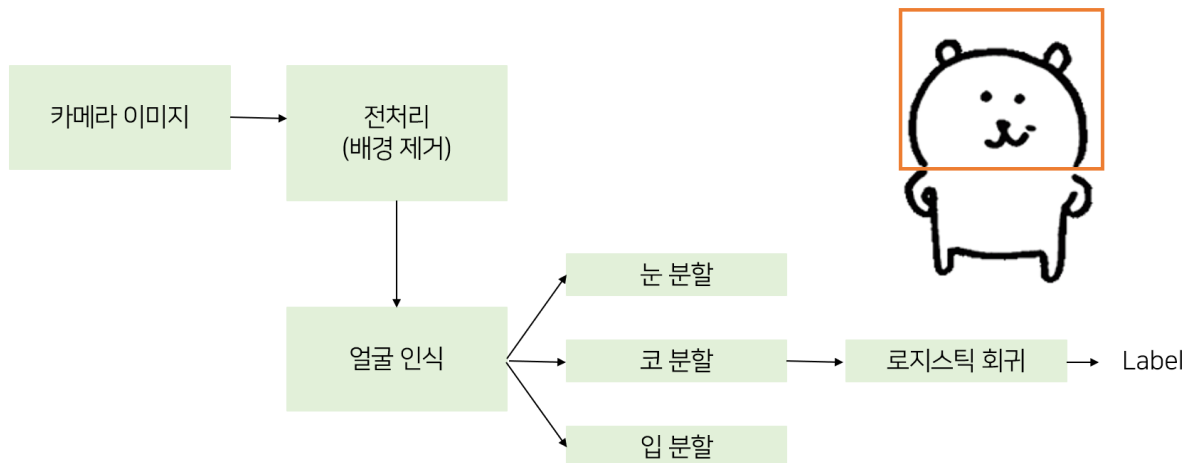 카메라 이미지
전처리
(배경 제거)
얼굴 인식
눈 분할
코 분할
입 분할
로지스틱 회귀
Label